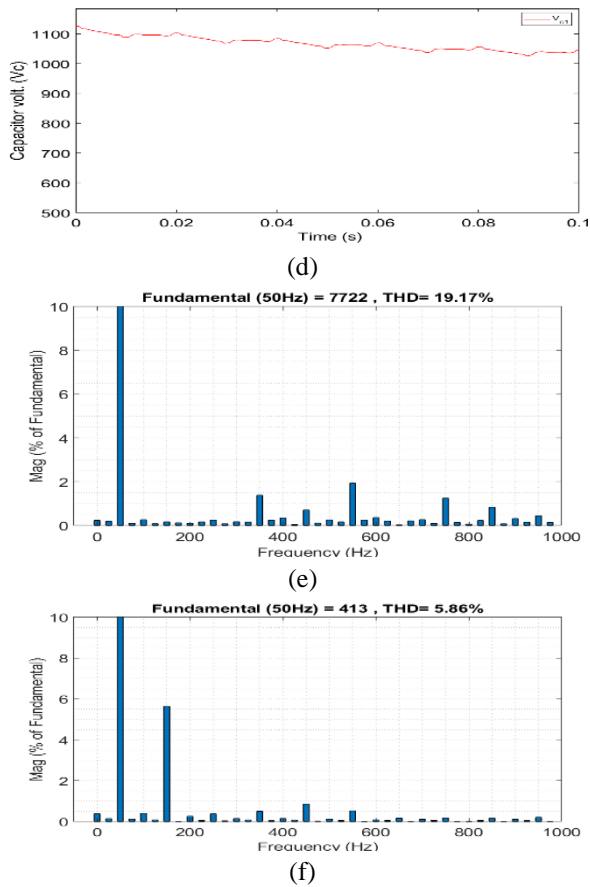 V_c1
1100
1000
900
800
700
600
500
Capacitor volt. (Vc)
0 0.02 0.04 0.06 0.08 0.1
Time (s)
(d)
Fundamental (50Hz) = 7722 , THD= 19.17%
10
8
6
4
2
0
Mag (% of Fundamental)
0 200 400 600 800 1000
Frequency (Hz)
(e)
Fundamental (50Hz) = 413 , THD= 5.86%
10
8
6
4
2
0
Mag (% of Fundamental)
0 200 400 600 800 1000
Frequency (Hz)
(f)